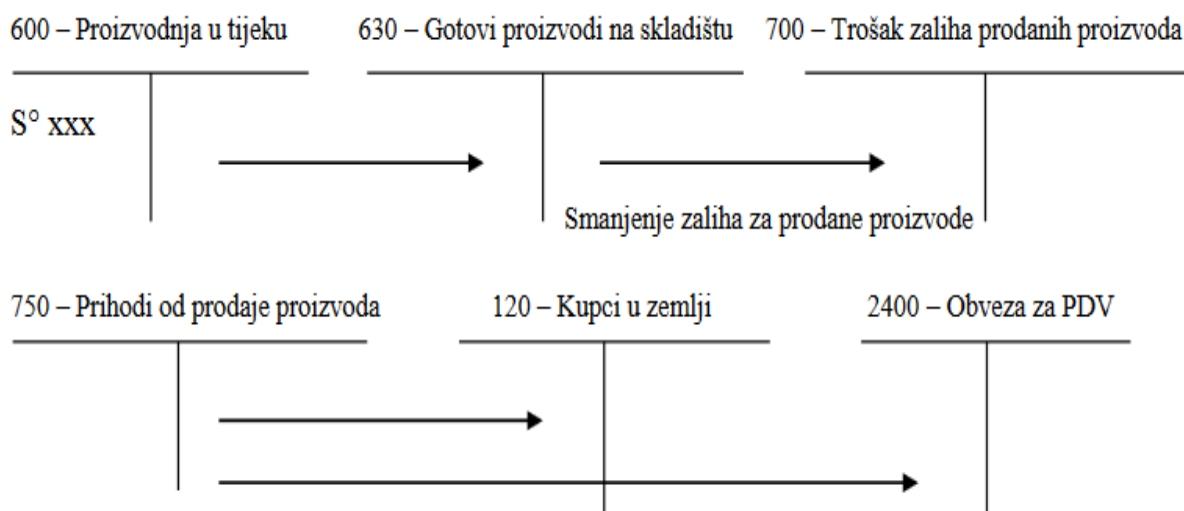 600 – Proizvodnja u tijeku
630 – Gotovi proizvodi na skladištu
700 – Trošak zaliha prodanih proizvoda
S° xxx
Smanjenje zaliha za prodane proizvode
750 – Prihodi od prodaje proizvoda
120 – Kupci u zemlji
2400 – Obveza za PDV